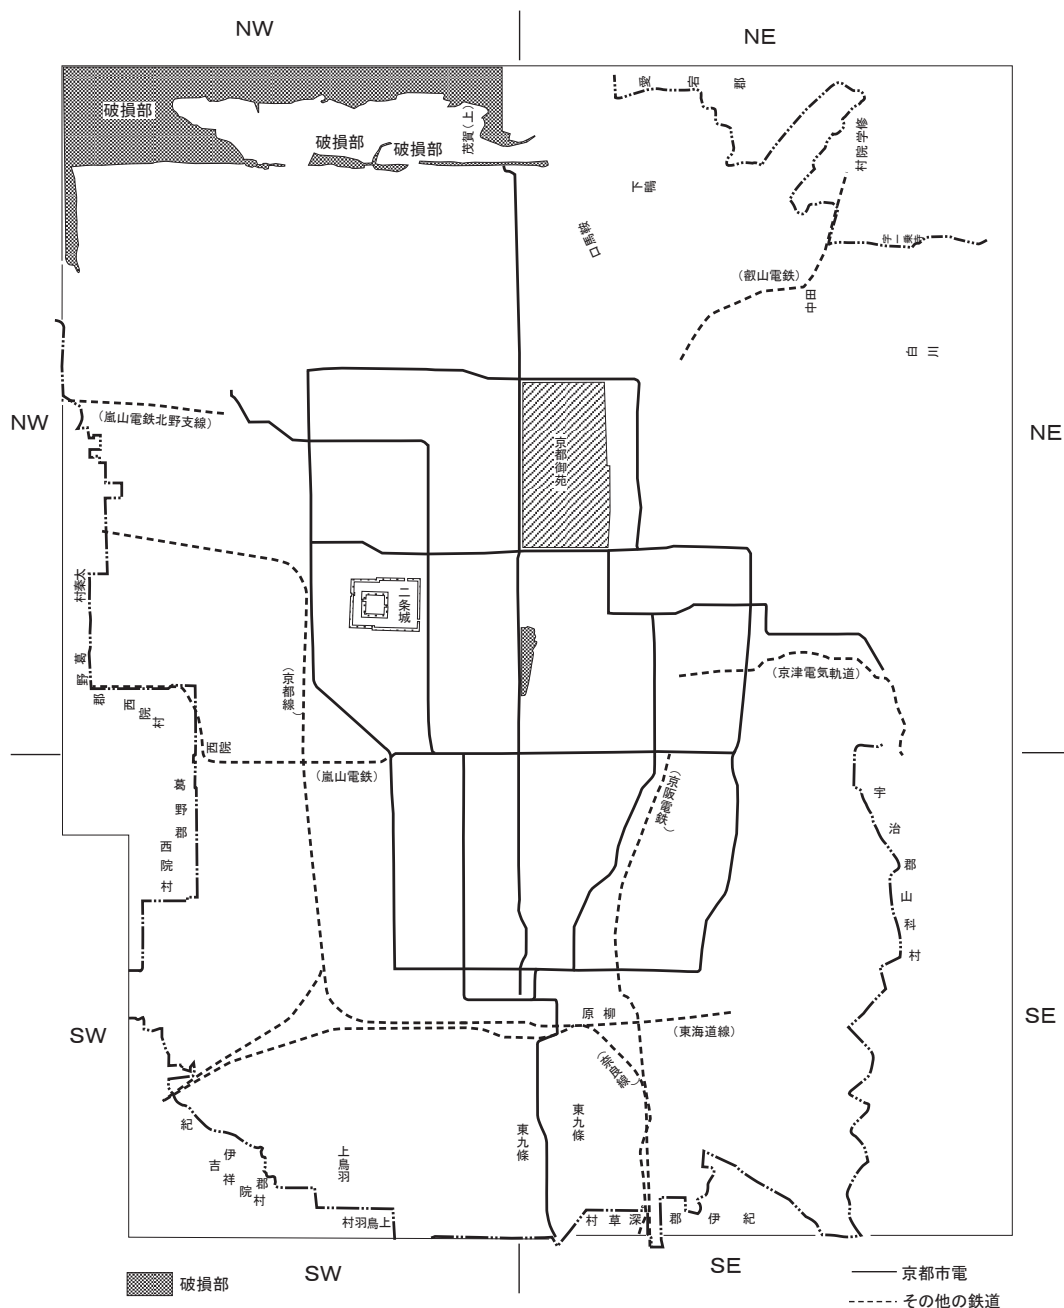 NW
NE
破損部
破損部
破損部
茂賀(上)
愛宕郡
村院学修
下鴨
口馬鞍
字一乗寺
(叡山電鉄)
中田
白川
NW
NE
(嵐山電鉄北野支線)
京都御苑
村秦太
二条城
野葛
郡
西院村
(京都線)
(京津電気軌道)
西院
(嵐山電鉄)
(京阪電鉄)
葛野郡
西院村
宇治郡山科村
SW
SE
原柳
(東海道線)
(奈良線)
紀
伊
郡
吉祥院村
上鳥羽
東九條
東九條
村羽鳥上
村草深
郡伊紀
SW
SE
破損部
京都市電
その他の鉄道